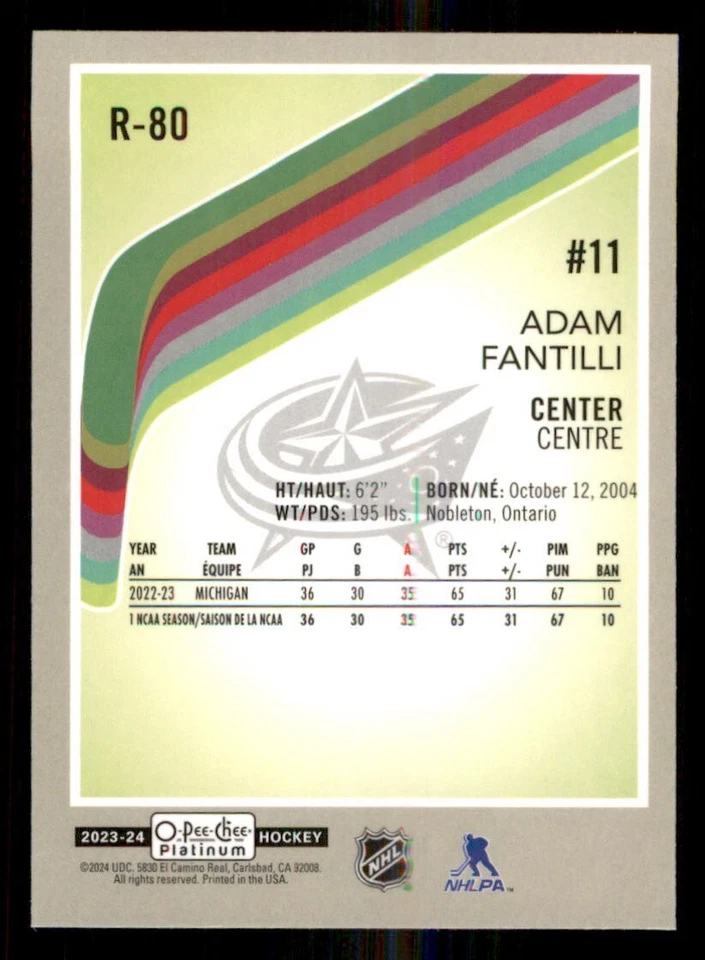 R-80
#11
ADAM
FANTILLI
CENTER
CENTRE
HT/HAUT: 6'2" BORN/NÉ: October 12, 2004
WT/PDS: 195 lbs. Nobleton, Ontario
®
YEAR TEAM GP G A PTS +/- PIM PPG
AN ÉQUIPE PJ B A PTS +/- PUN BAN
2022-23 MICHIGAN 36 30 35 65 31 67 10
1 NCAA SEASON/SAISON DE LA NCAA 36 30 35 65 31 67 10
2023-24 O-Pee-Chee Platinum HOCKEY
©2024 UDC. 5830 El Camino Real, Carlsbad, CA 92008.
All rights reserved. Printed in the USA.
NHL
NHLPA™